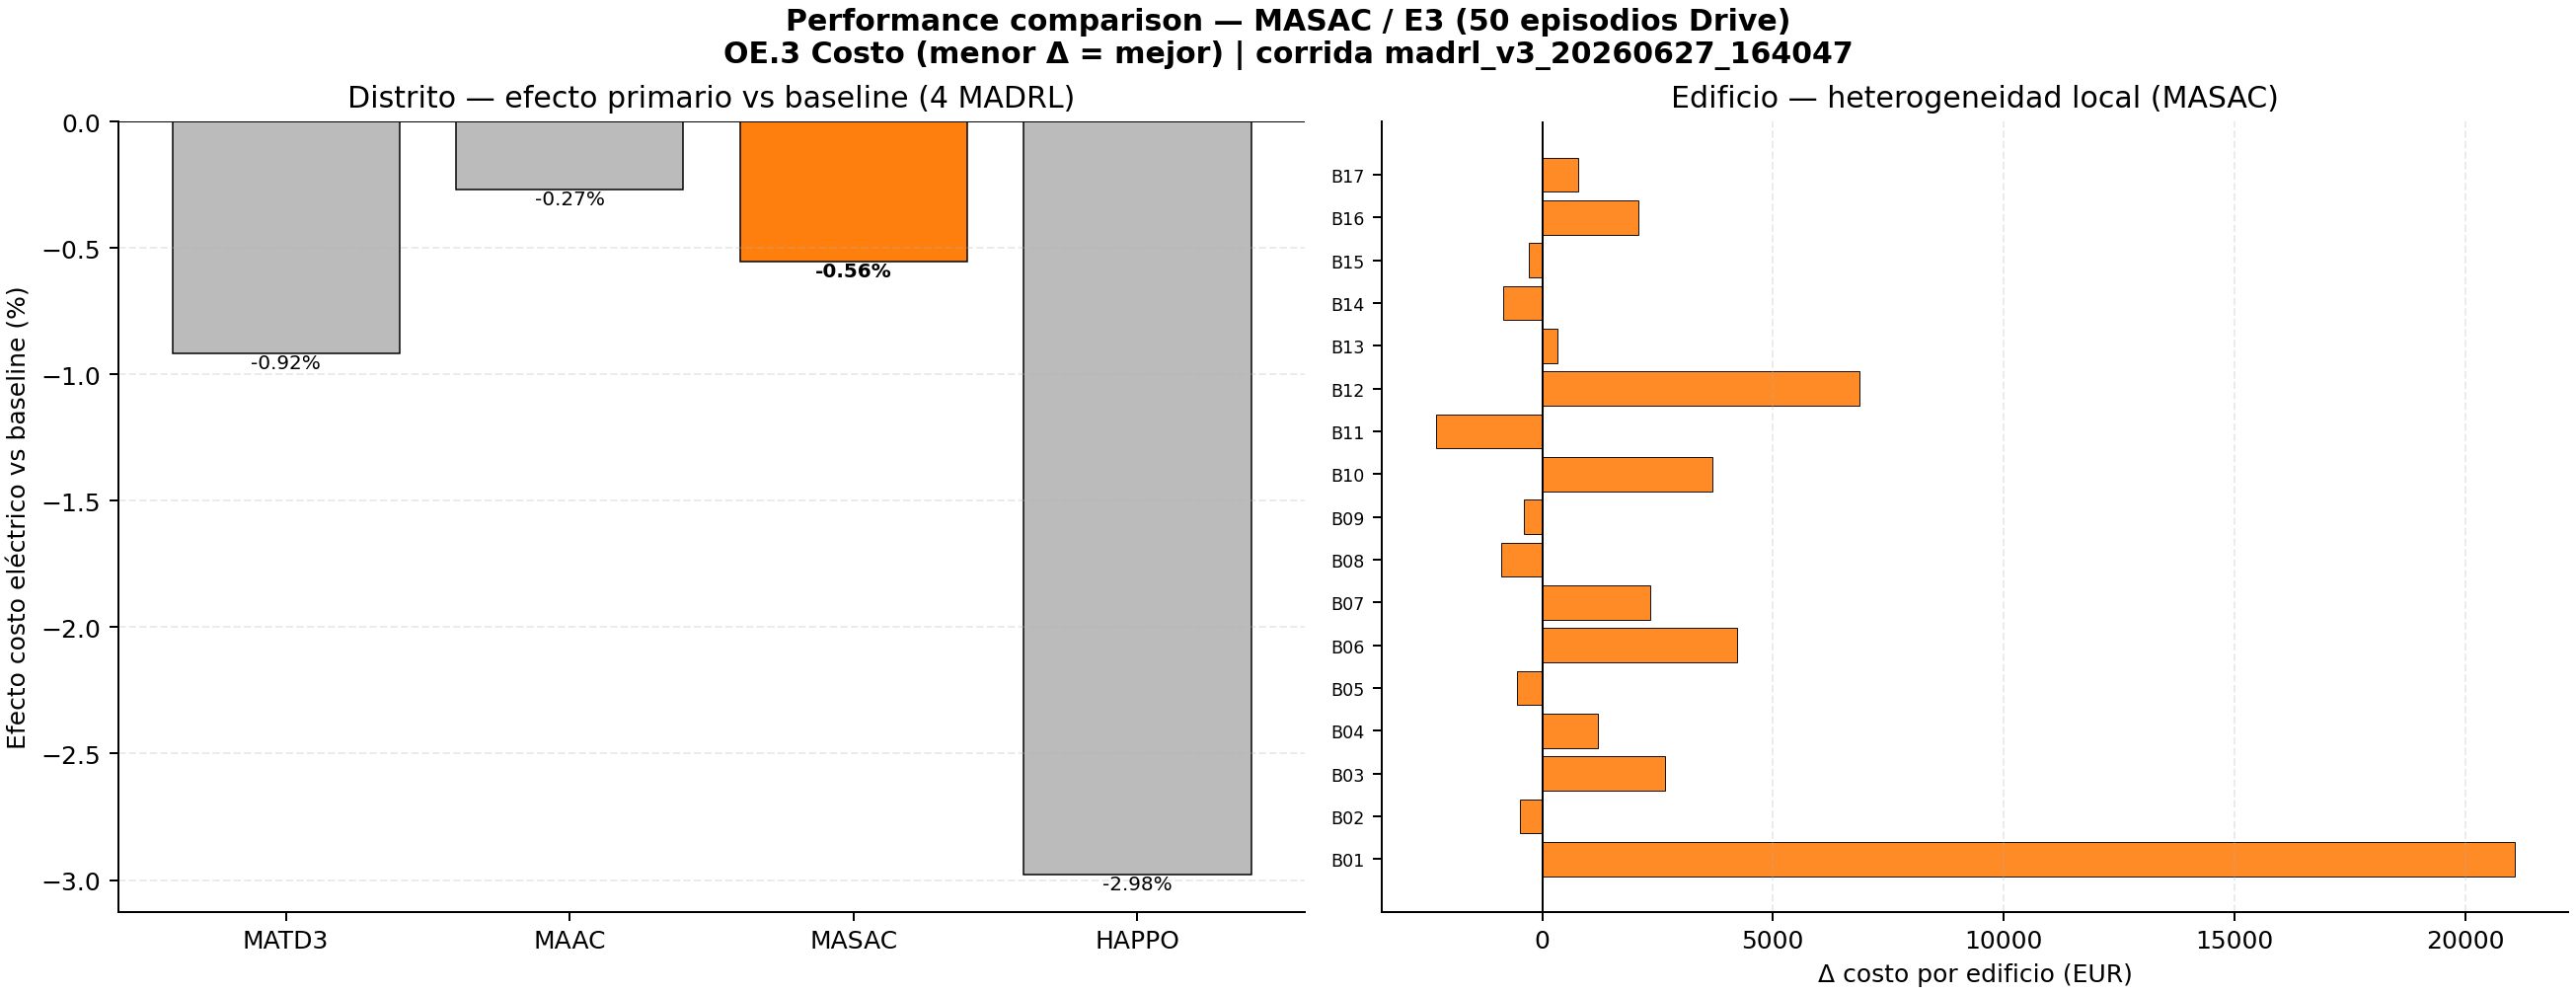 Performance comparison — MASAC / E3 (50 episodios Drive)
OE.3 Costo (menor Δ = mejor) | corrida madrl_v3_20260627_164047
Distrito — efecto primario vs baseline (4 MADRL)
Efecto costo eléctrico vs baseline (%)
0.0
−0.5
−1.0
−1.5
−2.0
−2.5
−3.0
-0.92%
-0.27%
-0.56%
-2.98%
MATD3
MAAC
MASAC
HAPPO
Edificio — heterogeneidad local (MASAC)
B17
B16
B15
B14
B13
B12
B11
B10
B09
B08
B07
B06
B05
B04
B03
B02
B01
0
5000
10000
15000
20000
Δ costo por edificio (EUR)